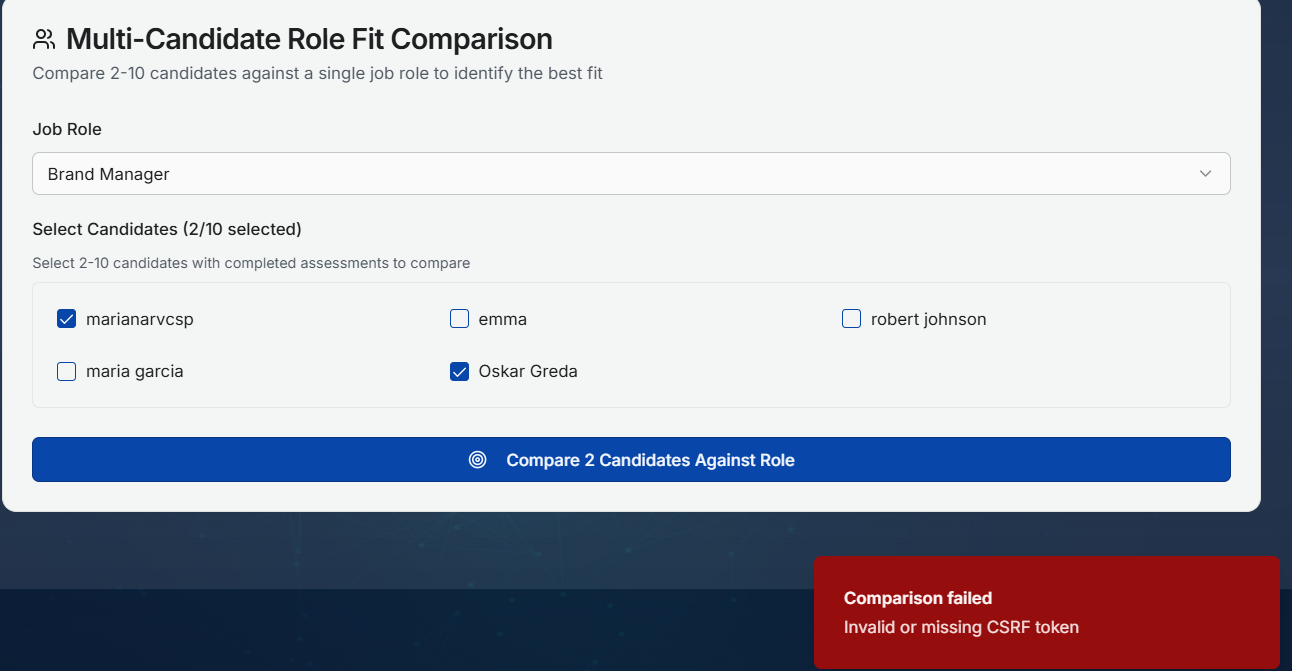 Multi-Candidate Role Fit Comparison
Compare 2-10 candidates against a single job role to identify the best fit
Job Role
Brand Manager
Select Candidates (2/10 selected)
Select 2-10 candidates with completed assessments to compare
marianarvcsp
emma
robert johnson
maria garcia
Oskar Greda
Compare 2 Candidates Against Role
Comparison failed
Invalid or missing CSRF token